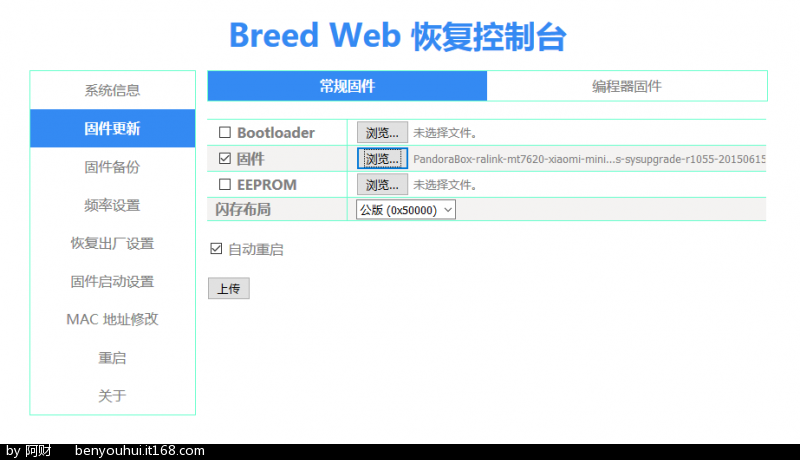 Breed Web 恢复控制台
系统信息
固件更新
固件备份
频率设置
恢复出厂设置
固件启动设置
MAC 地址修改
重启
关于
常规固件 编程器固件
Bootloader 浏览... 未选择文件。
固件 浏览... PandoraBox-ralink-mt7620-xiaomi-mini...s-sysupgrade-r1055-20150615
EEPROM 浏览... 未选择文件。
闪存布局 公版 (0x50000)
自动重启
上传
by 阿财 benyouhui.it168.com